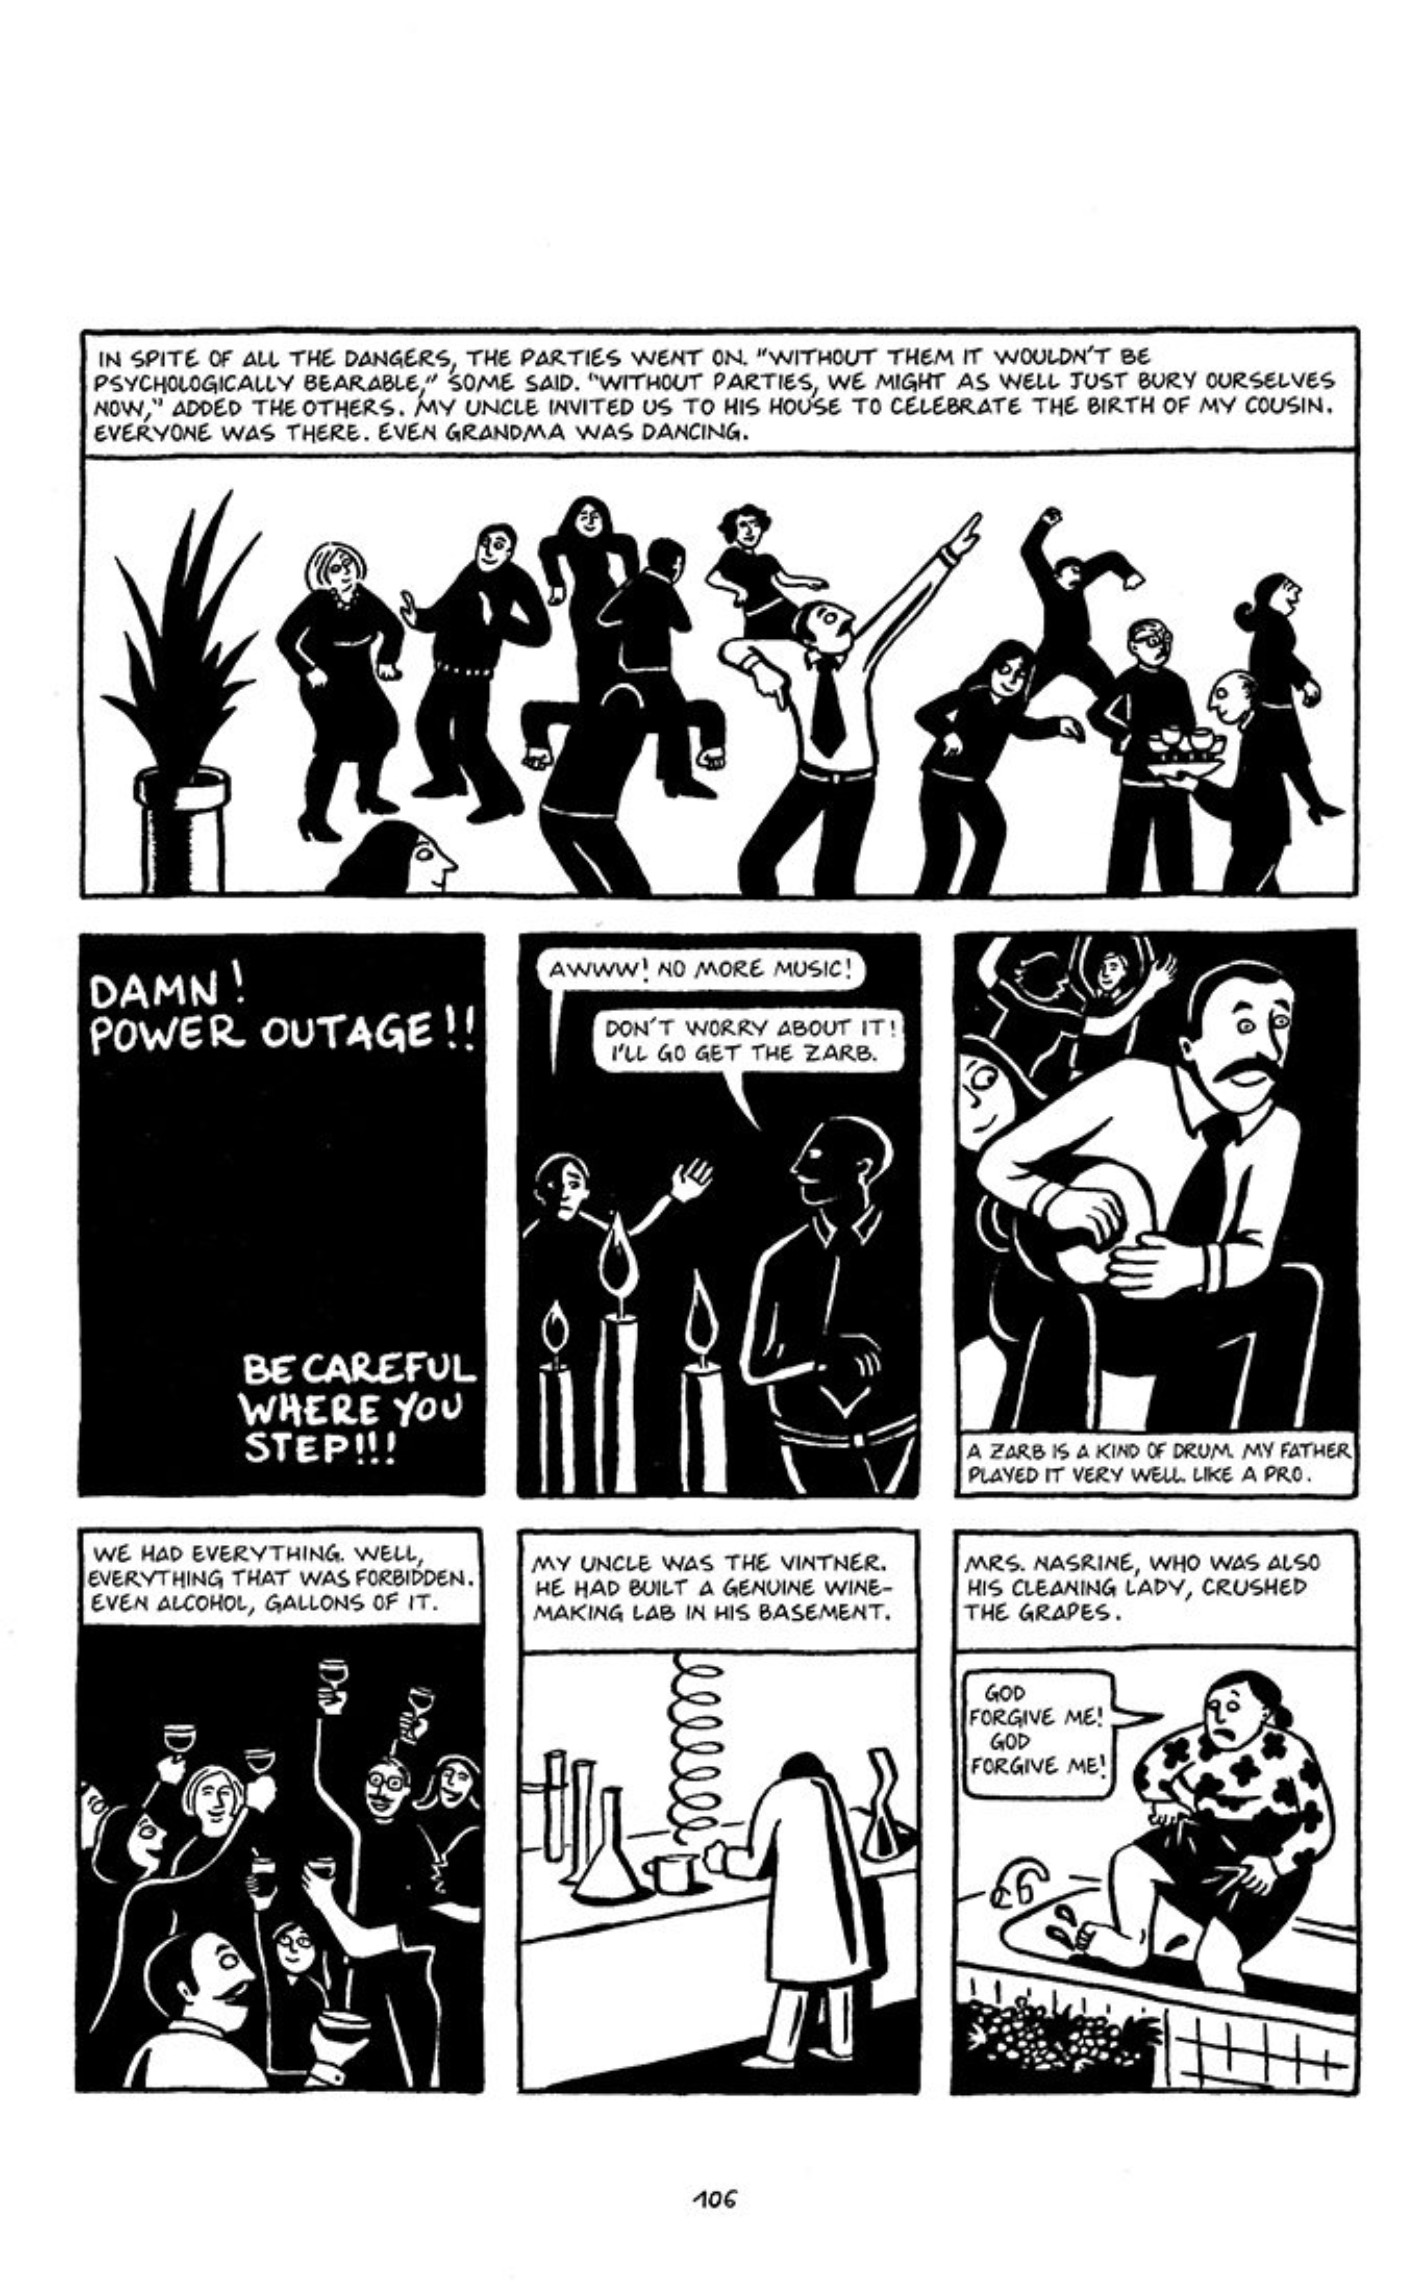 IN SPITE OF ALL THE DANGERS, THE PARTIES WENT ON. "WITHOUT THEM IT WOULDN'T BE
PSYCHOLOGICALLY BEARABLE," SOME SAID. "WITHOUT PARTIES, WE MIGHT AS WELL JUST BURY OURSELVES
NOW," ADDED THE OTHERS. MY UNCLE INVITED US TO HIS HOUSE TO CELEBRATE THE BIRTH OF MY COUSIN.
EVERYONE WAS THERE. EVEN GRANDMA WAS DANCING.
DAMN!
POWER OUTAGE!!
BE CAREFUL
WHERE YOU
STEP!!!
AWWW! NO MORE MUSIC!
DON'T WORRY ABOUT IT!
I'LL GO GET THE ZARB.
A ZARB IS A KIND OF DRUM. MY FATHER
PLAYED IT VERY WELL. LIKE A PRO.
WE HAD EVERYTHING. WELL,
EVERYTHING THAT WAS FORBIDDEN.
EVEN ALCOHOL, GALLONS OF IT.
MY UNCLE WAS THE VINTNER.
HE HAD BUILT A GENUINE WINE-
MAKING LAB IN HIS BASEMENT.
MRS. NASRINE, WHO WAS ALSO
HIS CLEANING LADY, CRUSHED
THE GRAPES.
GOD
FORGIVE ME!
GOD
FORGIVE ME!
106